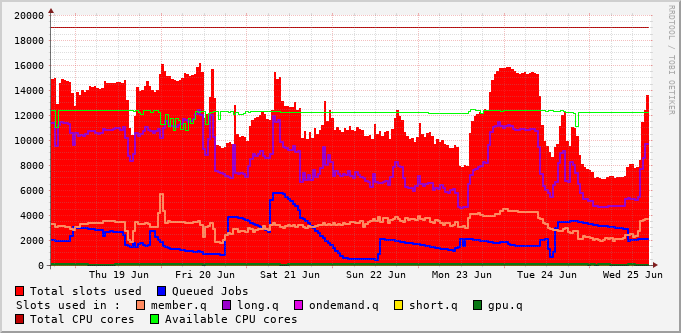 20000
18000
16000
14000
12000
10000
8000
6000
4000
2000
0
Thu 19 Jun Fri 20 Jun Sat 21 Jun Sun 22 Jun Mon 23 Jun Tue 24 Jun Wed 25 Jun
Total slots used Queued Jobs
Slots used in : member.q long.q ondemand.q short.q gpu.q
Total CPU cores Available CPU cores
RRDTOOL / TOBI OETIKER